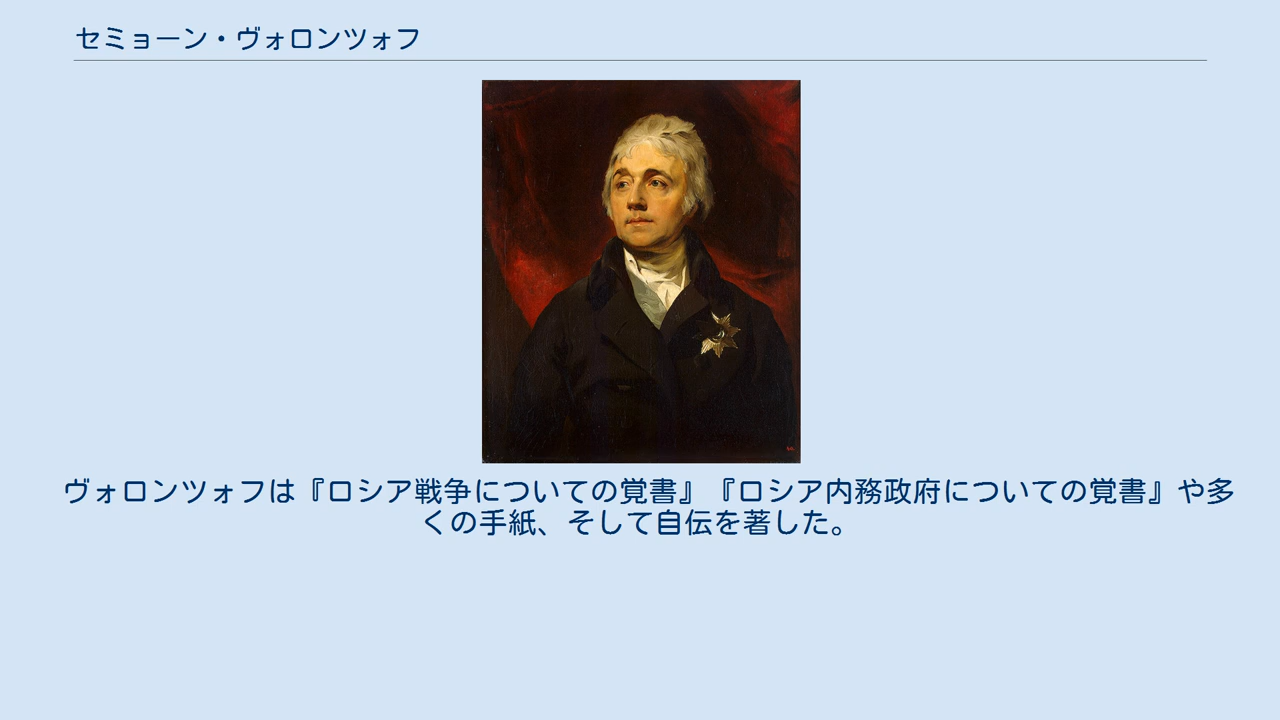 セミョーン・ヴォロンツォフ
ヴォロンツォフは『ロシア戦争についての覚書』『ロシア内務政府についての覚書』や多
くの手紙、そして自伝を著した。